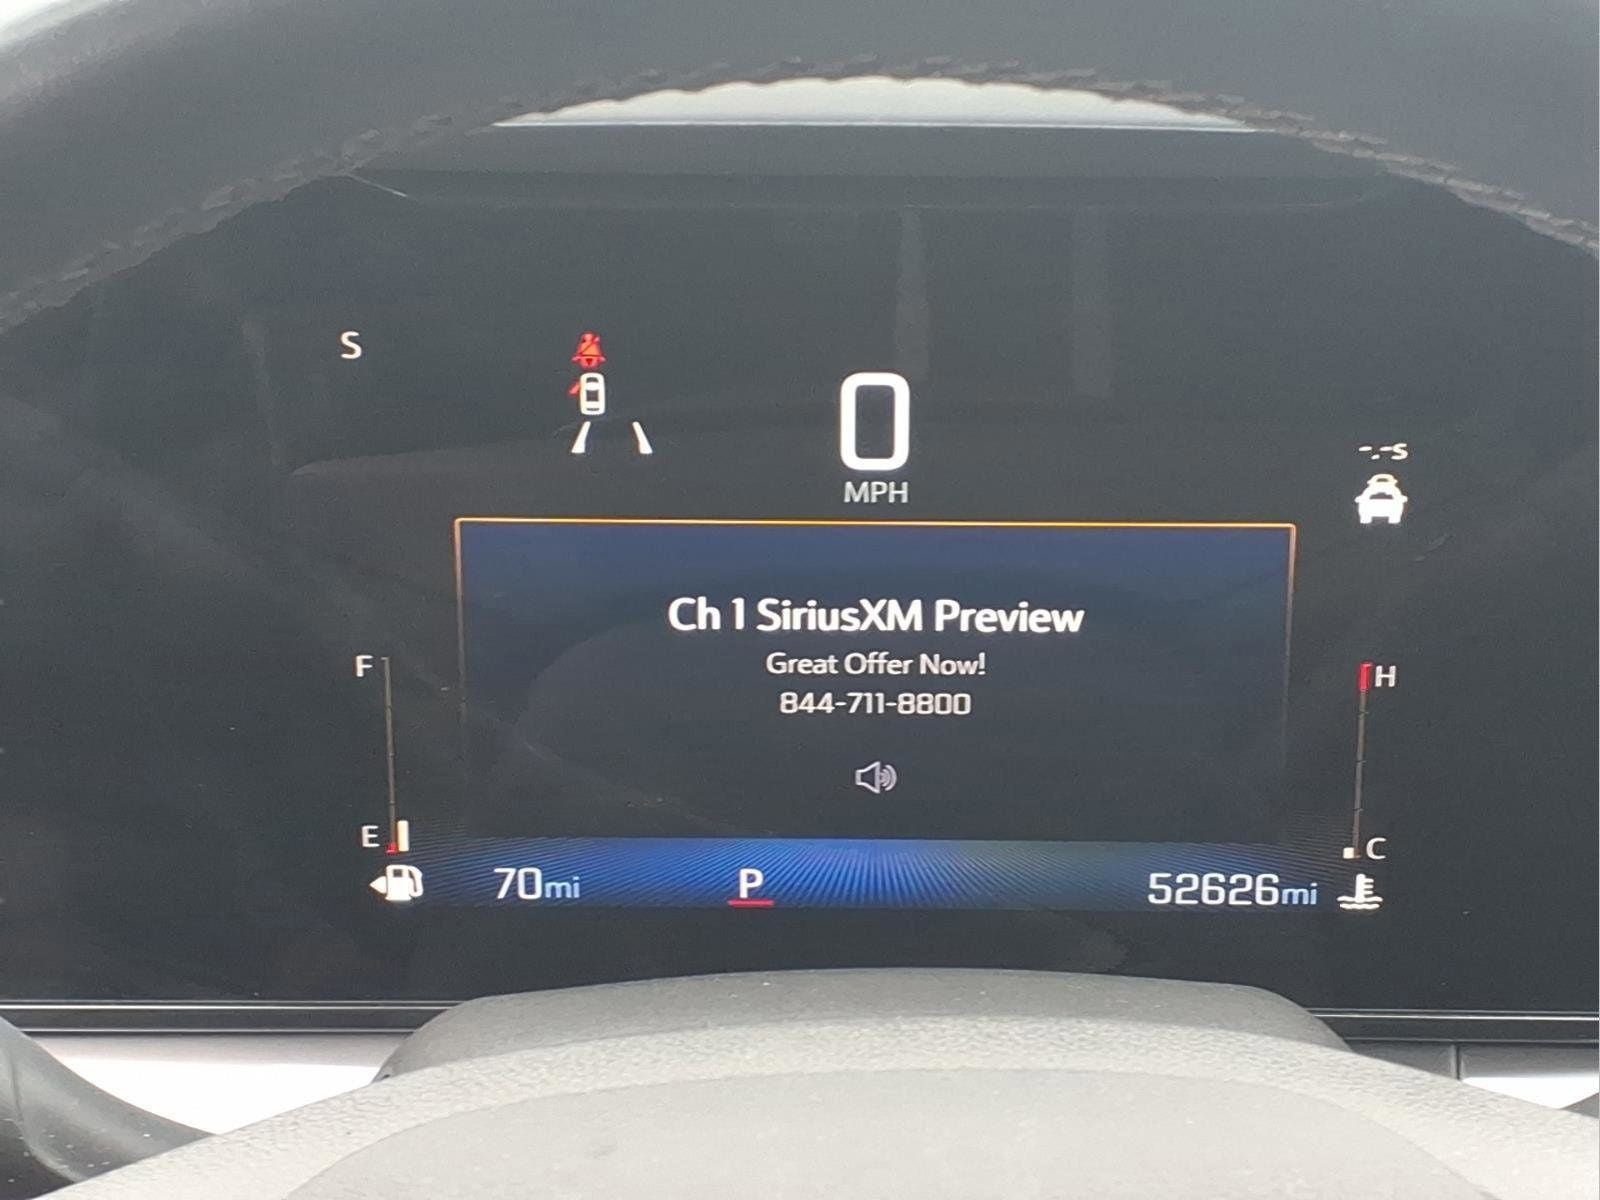 S
0
MPH
-.-s
Ch 1 SiriusXM Preview
Great Offer Now!
844-711-8800
F
H
E
C
70mi
P
52626mi